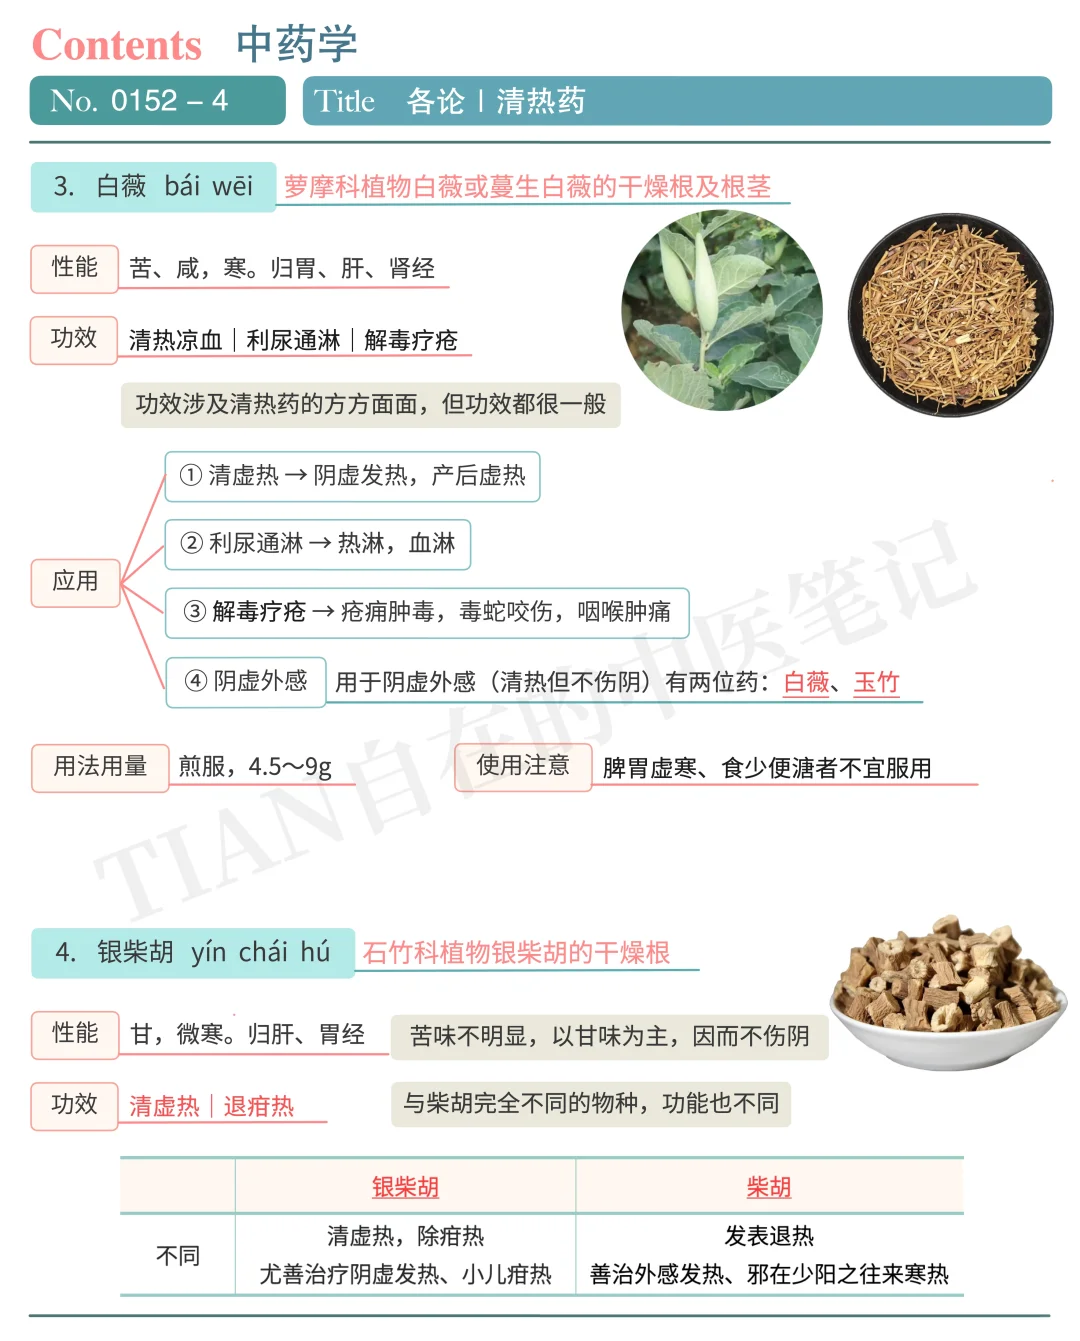 Contents 中药学
No. 0152 – 4
Title 各论 | 清热药
3. 白薇 bái wēi 萝摩科植物白薇或蔓生白薇的干燥根及根茎
性能 苦、咸，寒。归胃、肝、肾经
功效 清热凉血｜利尿通淋｜解毒疗疮
功效涉及清热药的方方面面，但功效都很一般
应用
① 清虚热 → 阴虚发热，产后虚热
② 利尿通淋 → 热淋，血淋
③ 解毒疗疮 → 疮痈肿毒，毒蛇咬伤，咽喉肿痛
④ 阴虚外感 用于阴虚外感（清热但不伤阴）有两位药：白薇、玉竹
用法用量 煎服，4.5～9g
使用注意 脾胃虚寒、食少便溏者不宜服用
TIAN自在的中医笔记
4. 银柴胡 yín chái hú 石竹科植物银柴胡的干燥根
性能 甘，微寒。归肝、胃经 苦味不明显，以甘味为主，因而不伤阴
功效 清虚热｜退疳热 与柴胡完全不同的物种，功能也不同
银柴胡 柴胡
不同
清虚热，除疳热 发表退热
尤善治疗阴虚发热、小儿疳热 善治外感发热、邪在少阳之往来寒热